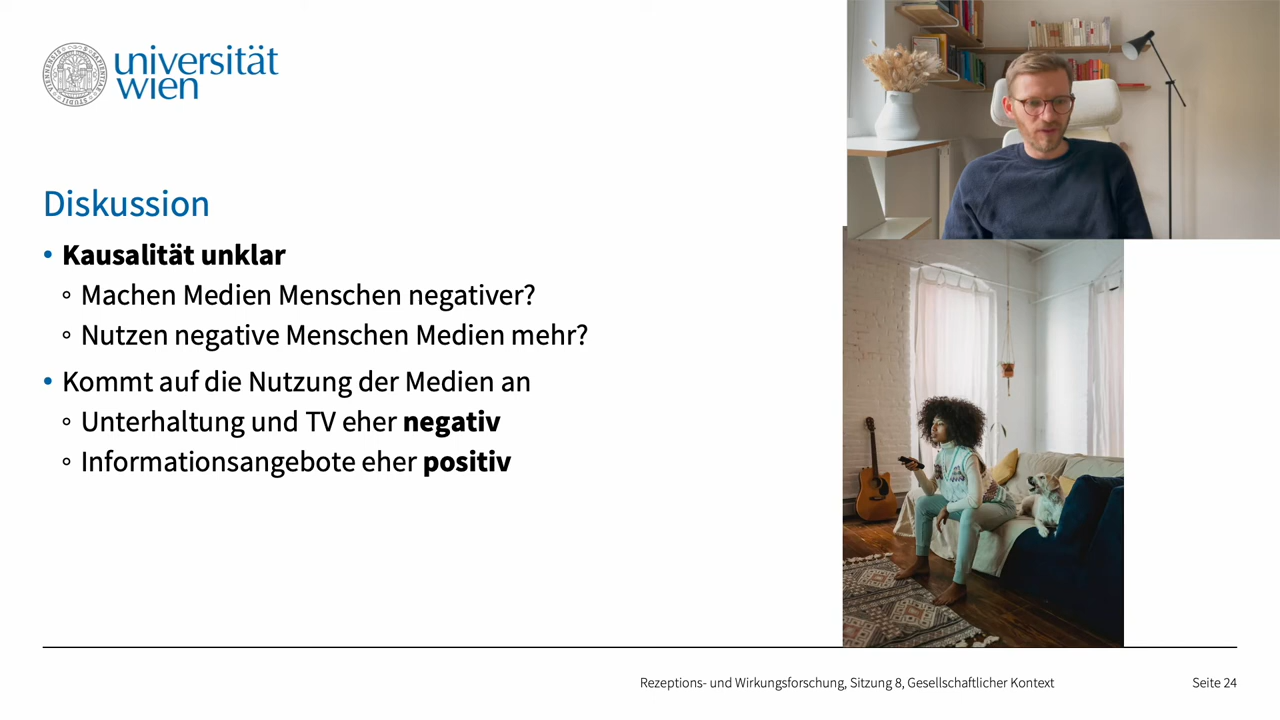 universität
wien
Diskussion
• Kausalität unklar
◦ Machen Medien Menschen negativer?
◦ Nutzen negative Menschen Medien mehr?
• Kommt auf die Nutzung der Medien an
◦ Unterhaltung und TV eher negativ
◦ Informationsangebote eher positiv
Rezeptions- und Wirkungsforschung, Sitzung 8, Gesellschaftlicher Kontext
Seite 24